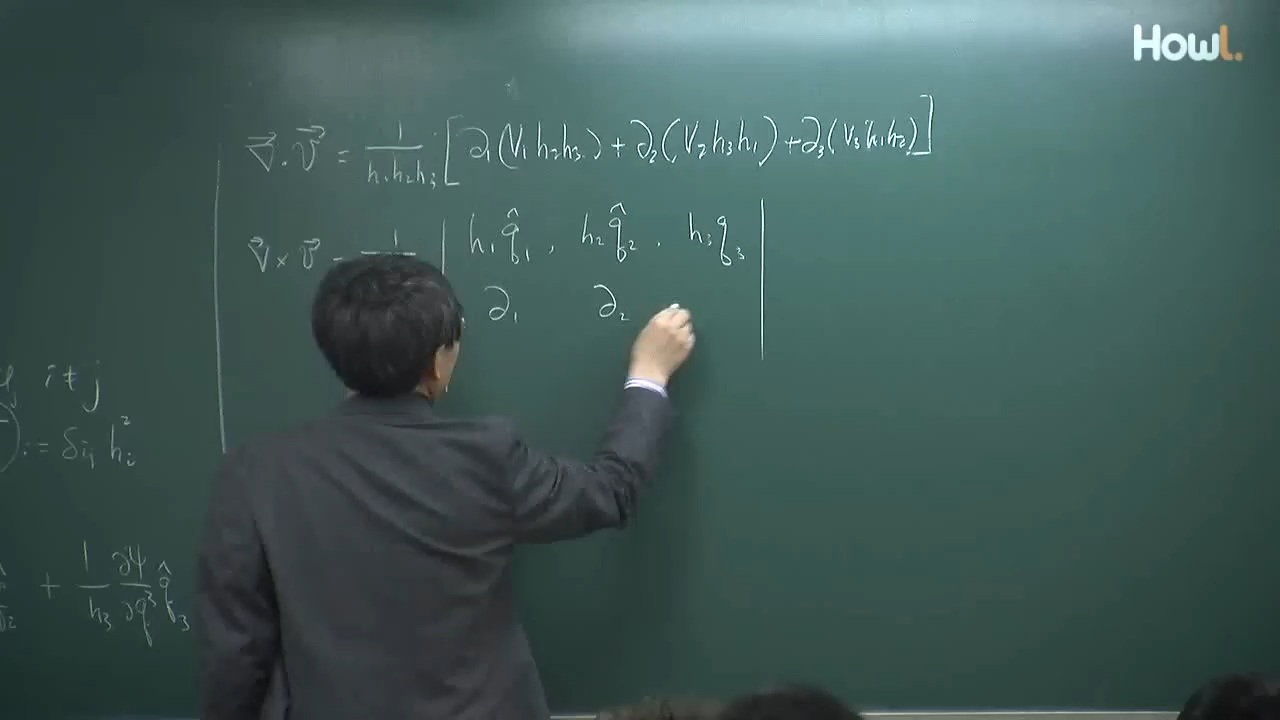 Howl.
∇⃗·V⃗ = 1/(h₁h₂h₃) [∂₁(V₁h₂h₃) + ∂₂(V₂h₃h₁) + ∂₃(V₃h₁h₂)]
∇⃗×V⃗ = 1 | h₁q̂₁, h₂q̂₂, h₃q₃ |
∂₁ ∂₂
i≠j
) := δᵢⱼ hᵢ²
+ 1/h₃ ∂ψ/∂q³ q̂₃